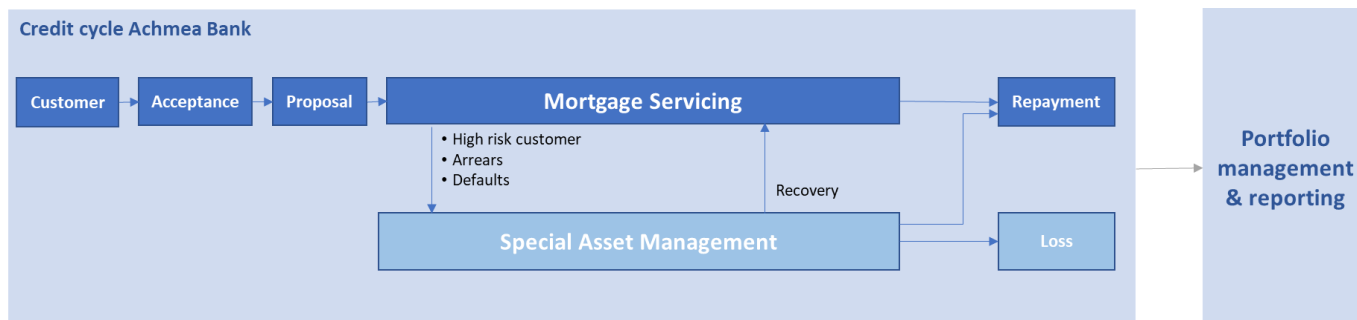 Credit cycle Achmea Bank
Customer
Acceptance
Proposal
Mortgage Servicing
Repayment
• High risk customer
• Arrears
• Defaults
Recovery
Special Asset Management
Loss
Portfolio
management
& reporting